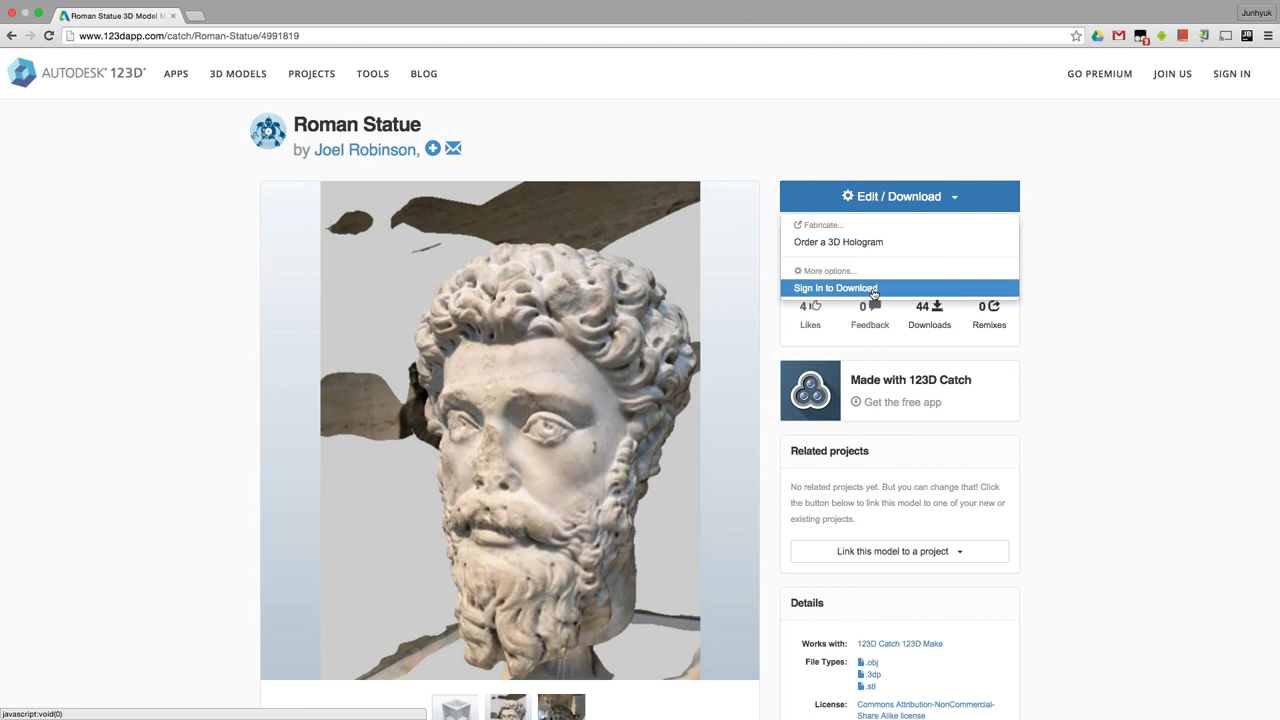 Roman Statue 3D Model M
Junhyuk
www.123dapp.com/catch/Roman-Statue/4991819
3
AUTODESK® 123D® APPS 3D MODELS PROJECTS TOOLS BLOG GO PREMIUM JOIN US SIGN IN
Roman Statue
by Joel Robinson,
Edit / Download
Fabricate...
Order a 3D Hologram
More options...
Sign In to Download
4 0 44 0
Likes Feedback Downloads Remixes
Made with 123D Catch
Get the free app
Related projects
No related projects yet. But you can change that! Click
the button below to link this model to one of your new or
existing projects.
Link this model to a project
Details
Works with: 123D Catch 123D Make
File Types: .obj
.3dp
.stl
License: Commons Attribution-NonCommercial-
Share Alike license
javascript:void(0)